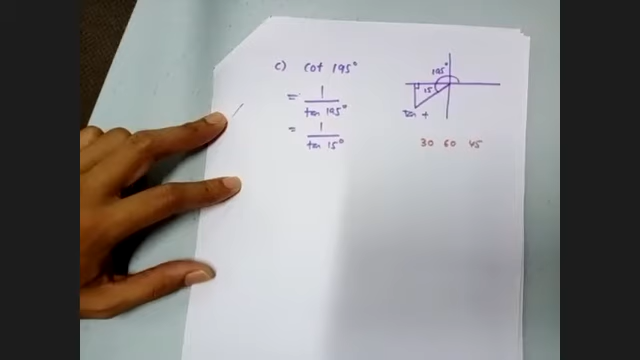 c) cot 195°
= 1 / tan 195°
= 1 / tan 15°
195°
15
tan +
30 60 45